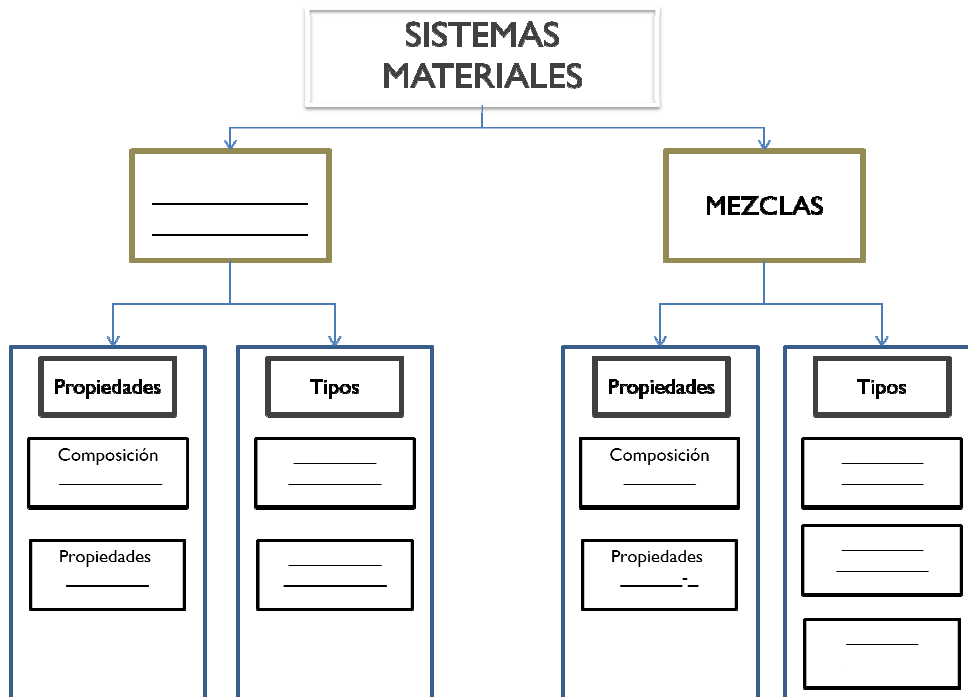 SISTEMAS
MATERIALES
MEZCLAS
Propiedades
Composición
Propiedades
Tipos
Propiedades
Composición
Propiedades
Tipos